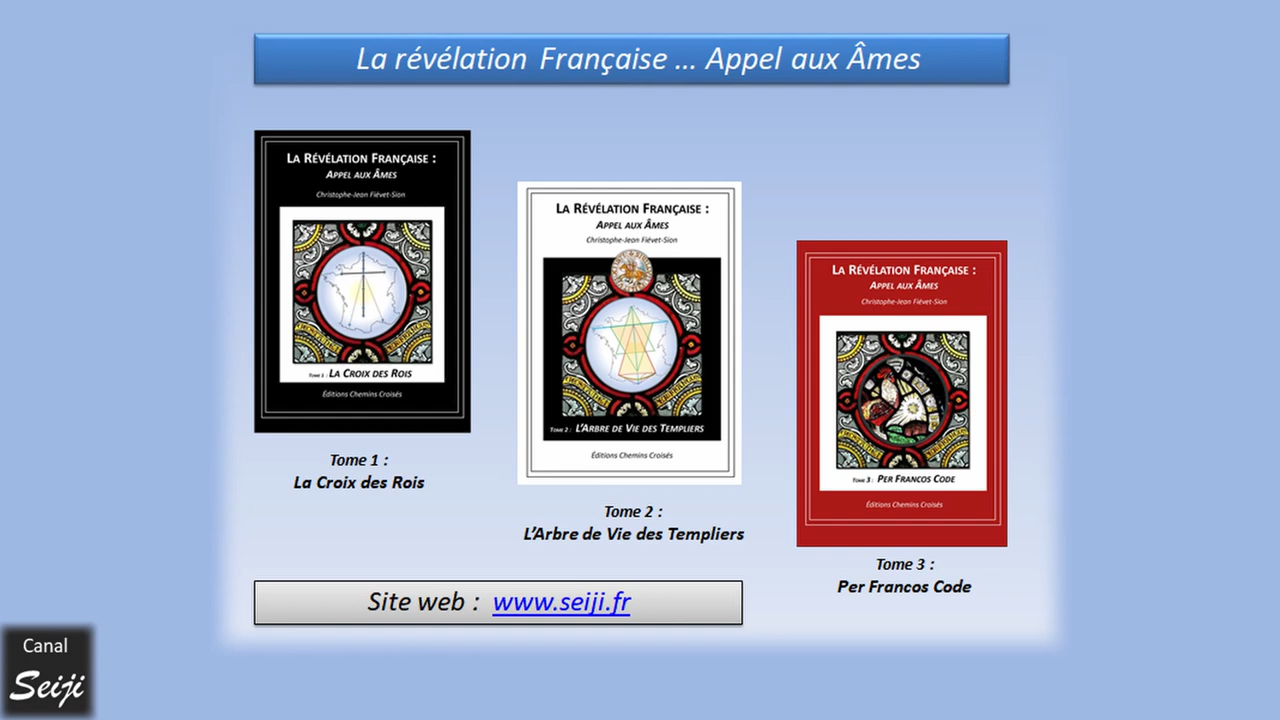 La révélation Française ... Appel aux Âmes
LA RÉVÉLATION FRANÇAISE :
APPEL AUX ÂMES
Christophe-Jean Fiévet-Sion
TOME 1 : LA CROIX DES ROIS
Éditions Chemins Croisés
Tome 1 :
La Croix des Rois
LA RÉVÉLATION FRANÇAISE :
APPEL AUX ÂMES
Christophe-Jean Fiévet-Sion
TOME 2 : L'ARBRE DE VIE DES TEMPLIERS
Éditions Chemins Croisés
Tome 2 :
L'Arbre de Vie des Templiers
LA RÉVÉLATION FRANÇAISE :
APPEL AUX ÂMES
Christophe-Jean Fiévet-Sion
TOME 3 : PER FRANCOS CODE
Éditions Chemins Croisés
Tome 3 :
Per Francos Code
Site web : www.seiji.fr
Canal
Seiji